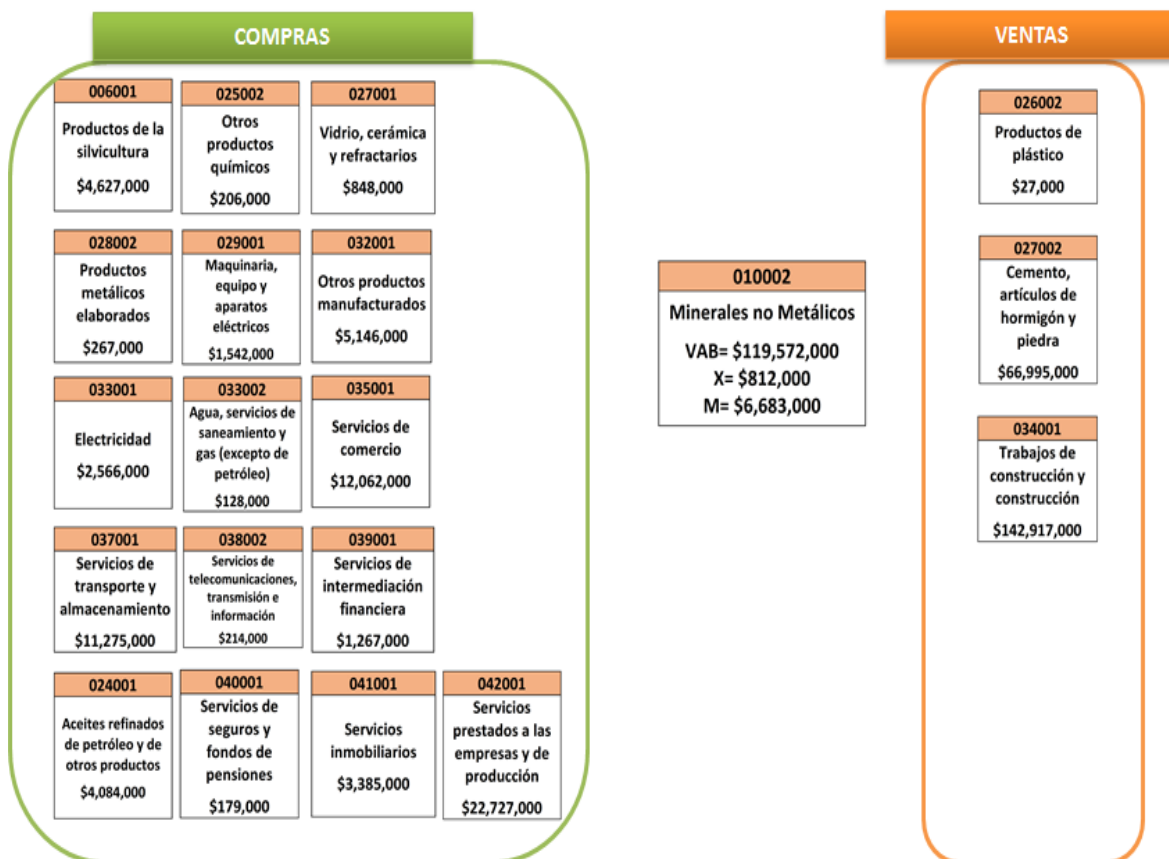 COMPRAS
VENTAS
006001
Productos de la
silvicultura
$4,627,000
025002
Otros
productos
químicos
$206,000
027001
Vidrio, cerámica
y refractarios
$848,000
028002
Productos
metálicos
elaborados
$267,000
029001
Maquinaria,
equipo y
aparatos
eléctricos
$1,542,000
032001
Otros productos
manufacturados
$5,146,000
033001
Electricidad
$2,566,000
033002
Agua, servicios de
saneamiento y
gas (excepto de
petróleo)
$128,000
035001
Servicios de
comercio
$12,062,000
037001
Servicios de
transporte y
almacenamiento
$11,275,000
038002
Servicios de
telecomunicaciones,
transmisión e
información
$214,000
039001
Servicios de
intermediación
financiera
$1,267,000
024001
Aceites refinados
de petróleo y de
otros productos
$4,084,000
040001
Servicios de
seguros y
fondos de
pensiones
$179,000
041001
Servicios
inmobiliarios
$3,385,000
042001
Servicios
prestados a las
empresas y de
producción
$22,727,000
010002
Minerales no Metálicos
VAB= $119,572,000
X= $812,000
M= $6,683,000
026002
Productos de
plástico
$27,000
027002
Cemento,
artículos de
hormigón y
piedra
$66,995,000
034001
Trabajos de
construcción y
construcción
$142,917,000